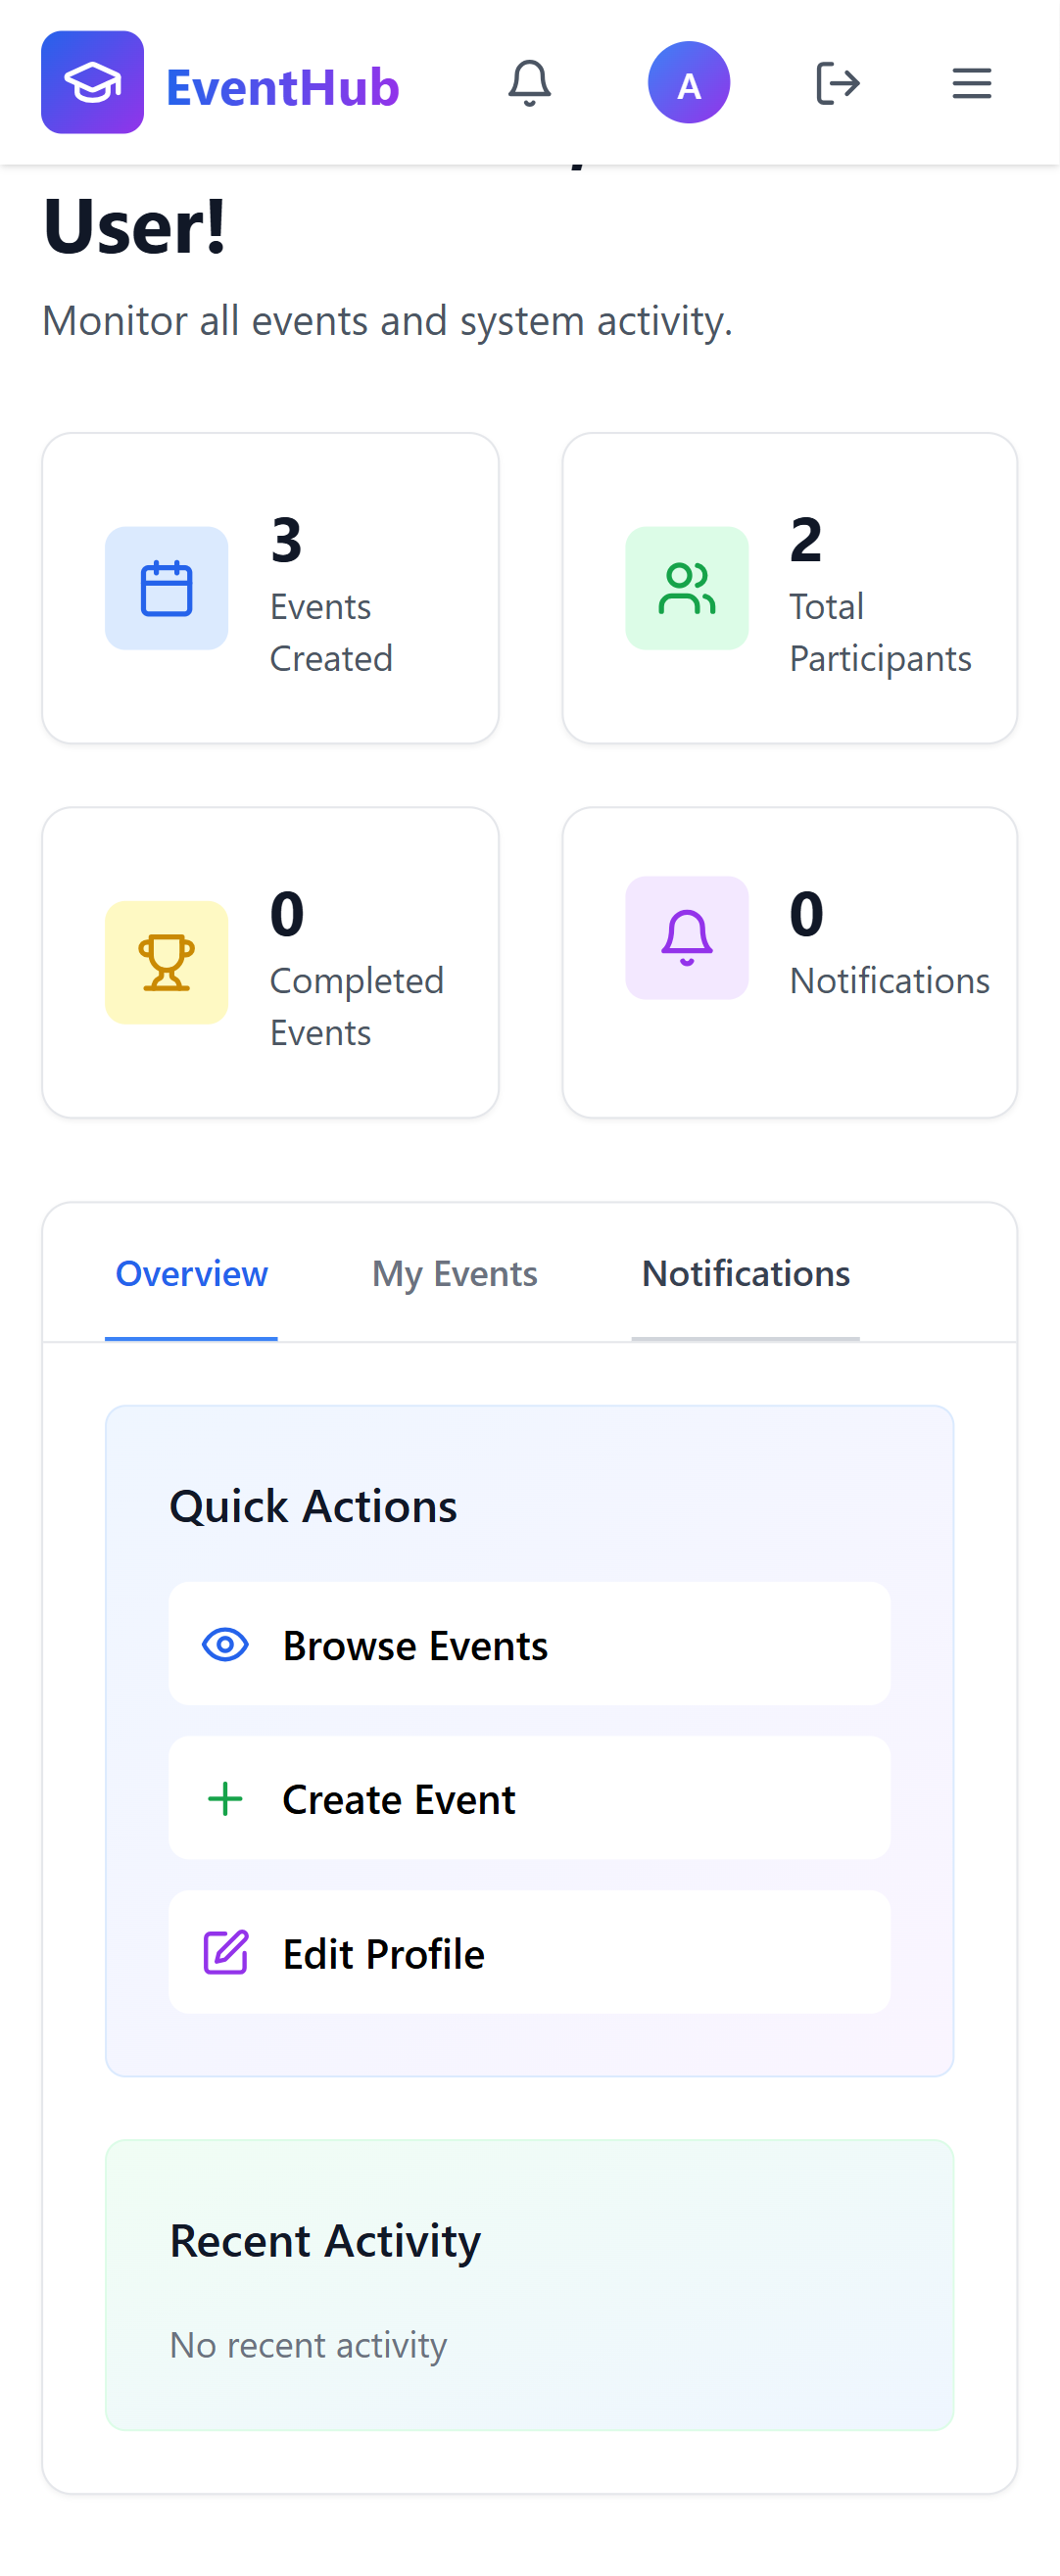 EventHub
A
User!
Monitor all events and system activity.
3
Events
Created
2
Total
Participants
0
Completed
Events
0
Notifications
Overview
My Events
Notifications
Quick Actions
Browse Events
Create Event
Edit Profile
Recent Activity
No recent activity